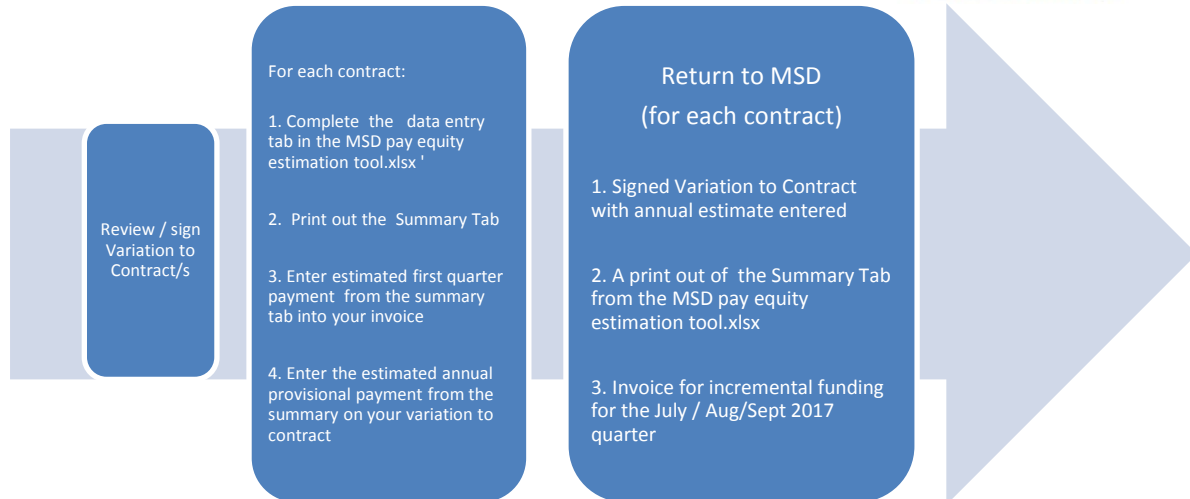 Review / sign
Variation to
Contract/s
For each contract:
1. Complete the data entry
tab in the MSD pay equity
estimation tool.xlsx '
2. Print out the Summary Tab
3. Enter estimated first quarter
payment from the summary
tab into your invoice
4. Enter the estimated annual
provisional payment from the
summary on your variation to
contract
Return to MSD
(for each contract)
1. Signed Variation to Contract
with annual estimate entered
2. A print out of the Summary Tab
from the MSD pay equity
estimation tool.xlsx
3. Invoice for incremental funding
for the July / Aug/Sept 2017
quarter